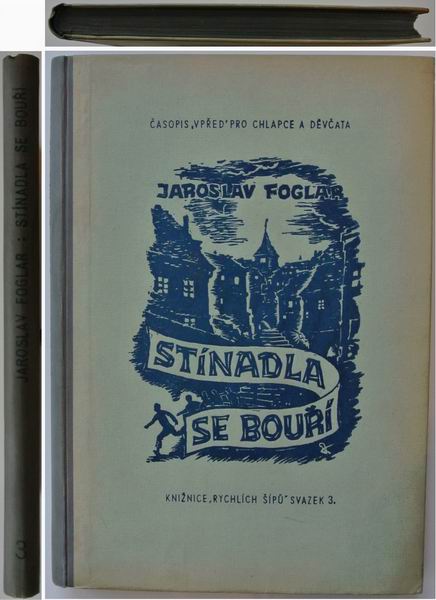 ČASOPIS „VPŘED" PRO CHLAPCE A DĚVČATA
JAROSLAV FOGLAR
STÍNADLA
SE BOUŘÍ
KNIŽNICE „RYCHLÍCH ŠÍPŮ" SVAZEK 3.
JAROSLAV FOGLAR : STÍNADLA SE BOUŘÍ
3